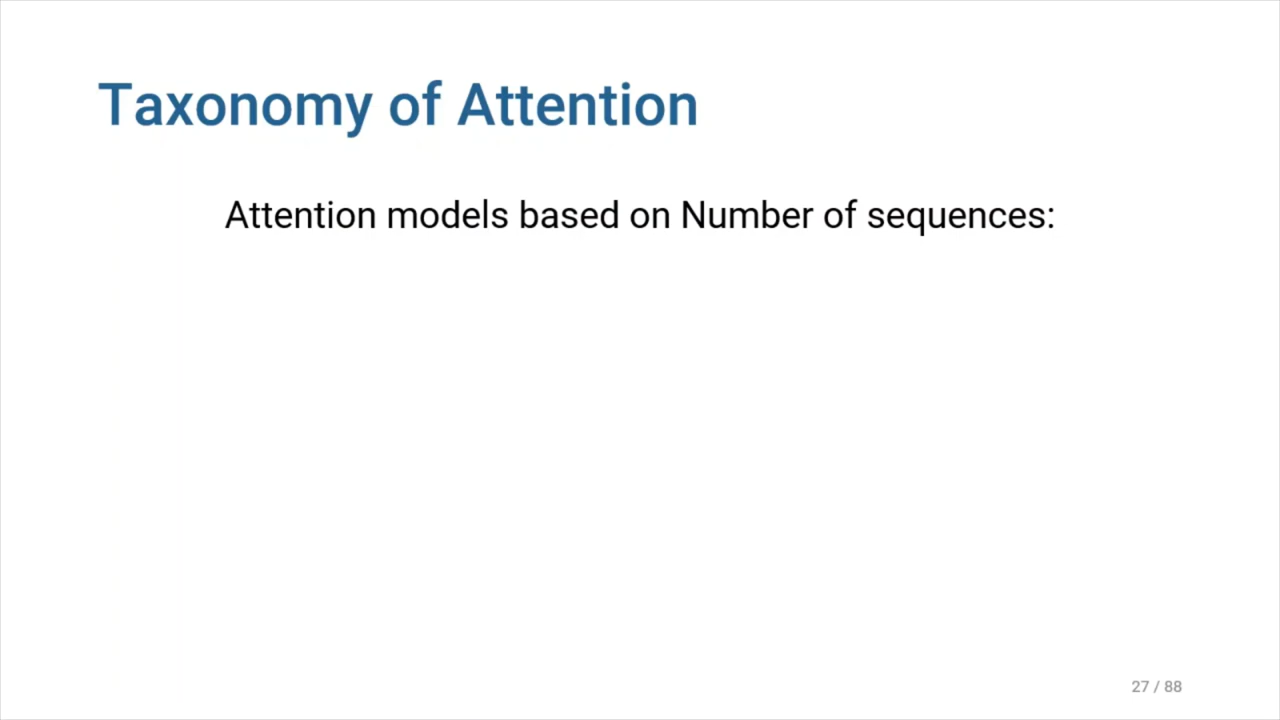 Taxonomy of Attention
Attention models based on Number of sequences:
27 / 88